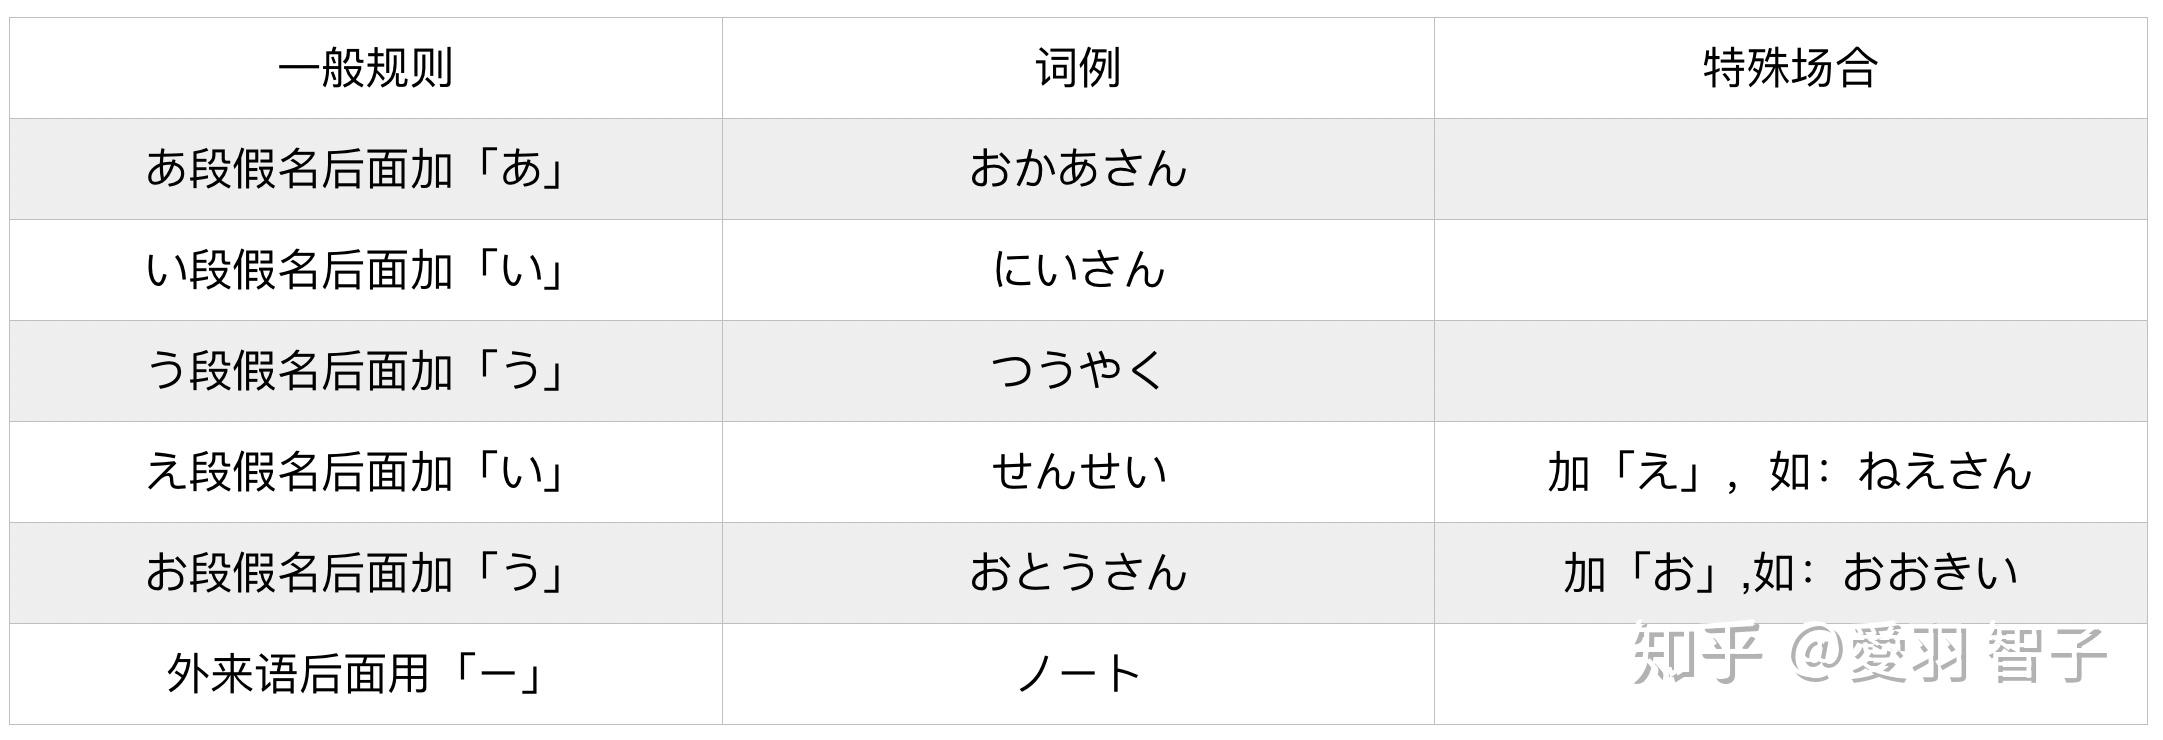 一般规则 词例 特殊场合
あ段假名后面加「あ」 おかあさん
い段假名后面加「い」 にいさん
う段假名后面加「う」 つうやく
え段假名后面加「い」 せんせい 加「え」，如：ねえさん
お段假名后面加「う」 おとうさん 加「お」,如：おおきい
外来语后面用「ー」 ノート
知乎 @愛羽 智子